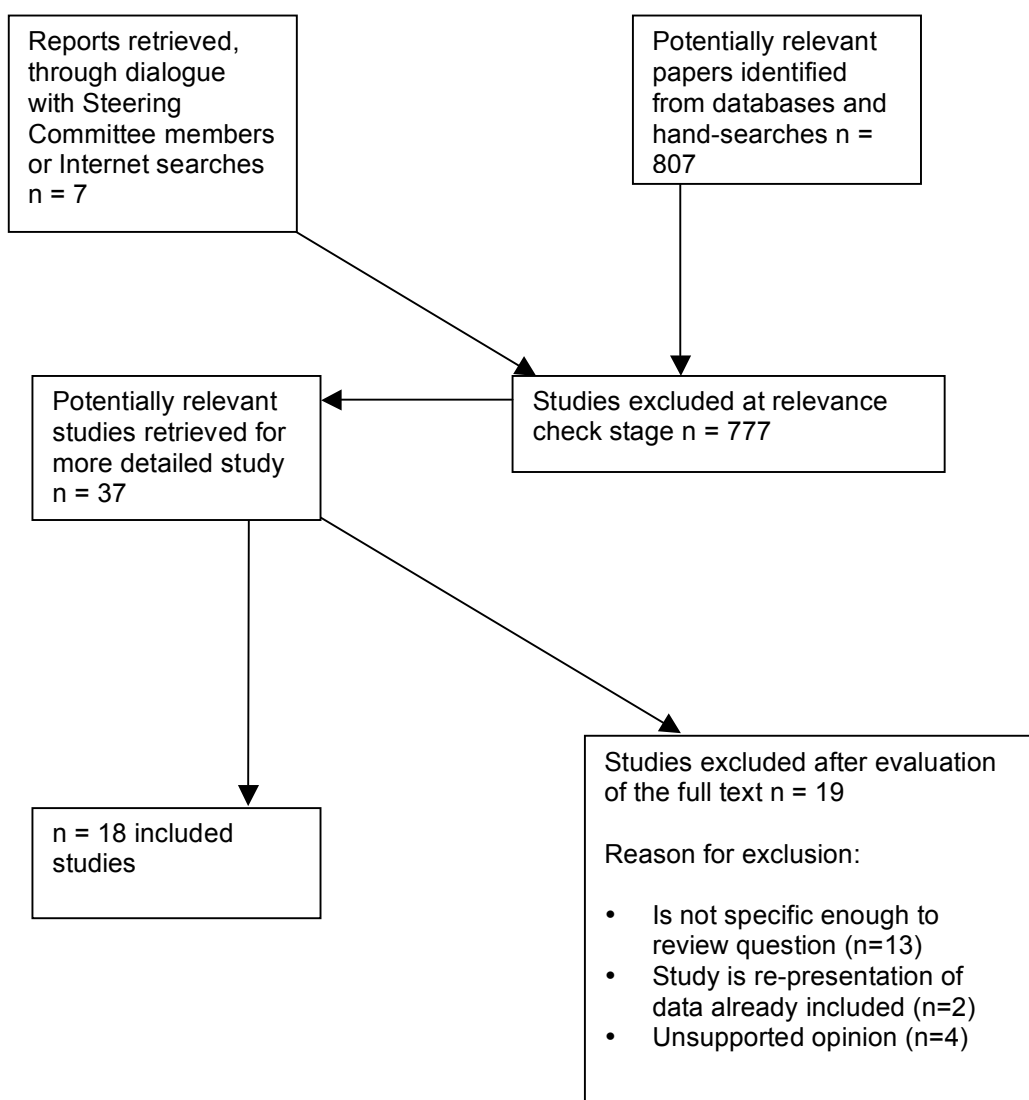 Reports retrieved,
through dialogue
with Steering
Committee members
or Internet searches
n = 7
Potentially relevant
papers identified
from databases and
hand-searches n =
807
Potentially relevant
studies retrieved for
more detailed study
n = 37
Studies excluded at relevance
check stage n = 777
n = 18 included
studies
Studies excluded after evaluation
of the full text n = 19
Reason for exclusion:
• Is not specific enough to
review question (n=13)
• Study is re-presentation of
data already included (n=2)
• Unsupported opinion (n=4)